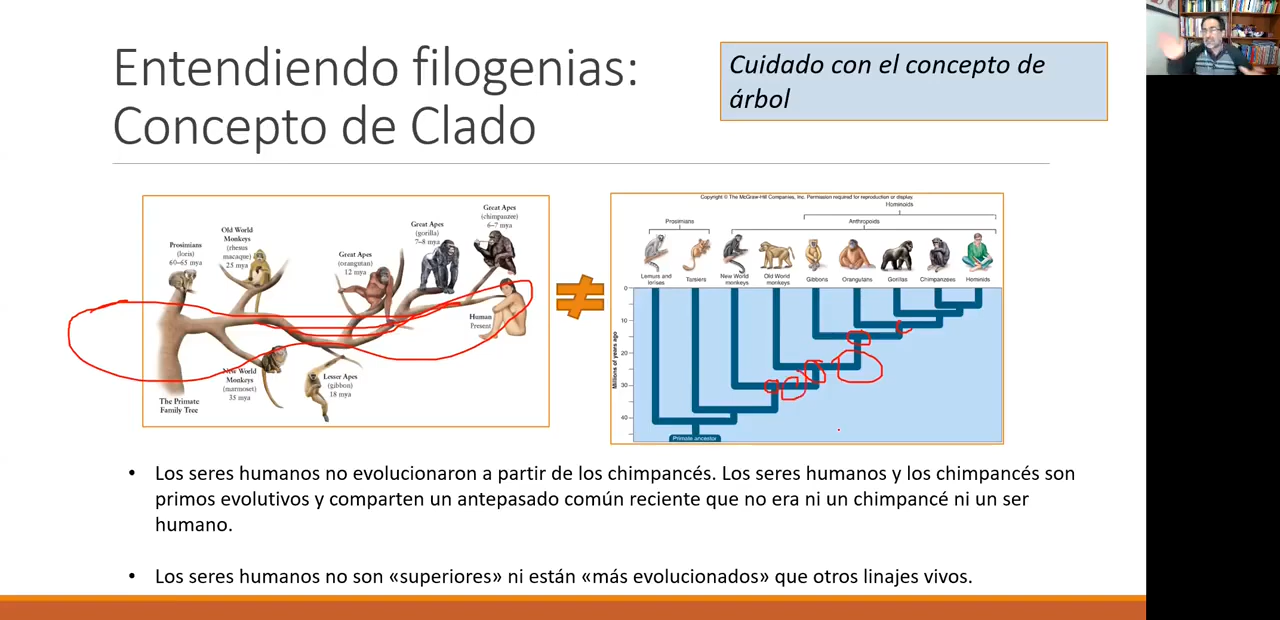 Entendiendo filogenias:
Concepto de Clado
Cuidado con el concepto de
árbol
Prosimians
(loris)
60–65 mya
Old World
Monkeys
(rhesus
macaque)
25 mya
Great Apes
(orangutan)
12 mya
Great Apes
(gorilla)
7–8 mya
Great Apes
(chimpanzee)
6–7 mya
Human
Present
New World
Monkeys
(marmoset)
35 mya
Lesser Apes
(gibbon)
18 mya
The Primate
Family Tree
Copyright © The McGraw-Hill Companies, Inc. Permission required for reproduction or display.
Hominoids
Prosimians
Anthropoids
Lemurs and
lorises
Tarsiers
New World
monkeys
Old World
monkeys
Gibbons
Orangutans
Gorillas
Chimpanzees
Hominids
Millions of years ago
0
10
20
30
40
Primate ancestor
• Los seres humanos no evolucionaron a partir de los chimpancés. Los seres humanos y los chimpancés son
primos evolutivos y comparten un antepasado común reciente que no era ni un chimpancé ni un ser
humano.
• Los seres humanos no son «superiores» ni están «más evolucionados» que otros linajes vivos.